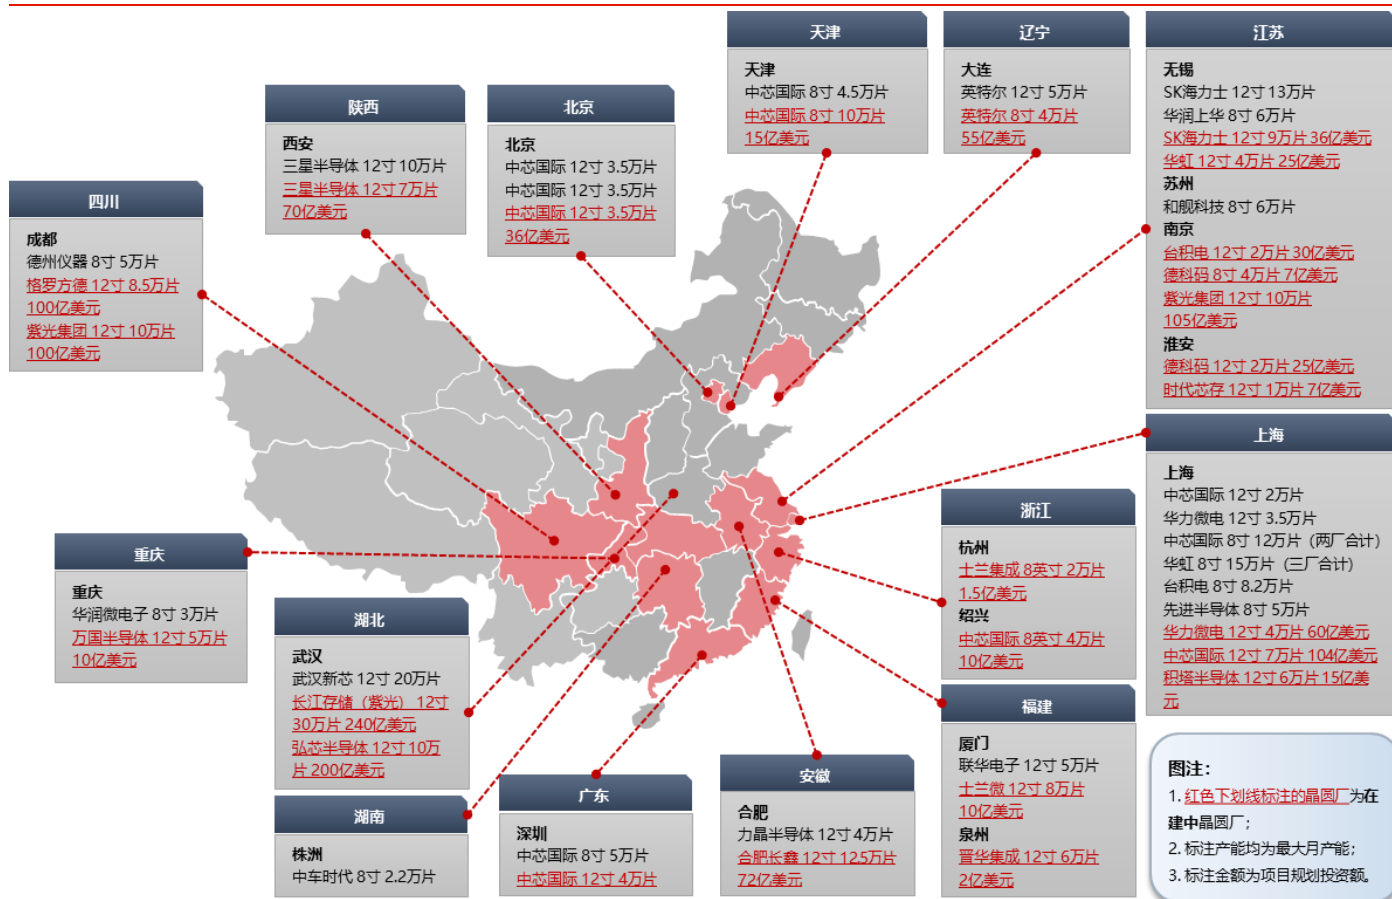 天津
天津
中芯国际 8寸 4.5万片
中芯国际 8寸 10万片
15亿美元
辽宁
大连
英特尔 12寸 5万片
英特尔 8寸 4万片
55亿美元
江苏
无锡
SK海力士 12寸 13万片
华润上华 8寸 6万片
SK海力士 12寸 9万片 36亿美元
华虹 12寸 4万片 25亿美元
苏州
和舰科技 8寸 6万片
南京
台积电 12寸 2万片 30亿美元
德科码 8寸 4万片 7亿美元
紫光集团 12寸 10万片
105亿美元
淮安
德科码 12寸 2万片 25亿美元
时代芯存 12寸 1万片 7亿美元
陕西
西安
三星半导体 12寸 10万片
三星半导体 12寸 7万片
70亿美元
北京
北京
中芯国际 12寸 3.5万片
中芯国际 12寸 3.5万片
中芯国际 12寸 3.5万片
36亿美元
四川
成都
德州仪器 8寸 5万片
格罗方德 12寸 8.5万片
100亿美元
紫光集团 12寸 10万片
100亿美元
上海
上海
中芯国际 12寸 2万片
华力微电 12寸 3.5万片
中芯国际 8寸 12万片（两厂合计）
华虹 8寸 15万片（三厂合计）
台积电 8寸 8.2万片
先进半导体 8寸 5万片
华力微电 12寸 4万片 60亿美元
中芯国际 12寸 7万片 104亿美元
积塔半导体 12寸 6万片 15亿美
元
浙江
杭州
士兰集成 8英寸 2万片
1.5亿美元
绍兴
中芯国际 8英寸 4万片
10亿美元
重庆
重庆
华润微电子 8寸 3万片
万国半导体 12寸 5万片
10亿美元
湖北
武汉
武汉新芯 12寸 20万片
长江存储（紫光） 12寸
30万片 240亿美元
弘芯半导体 12寸 10万
片 200亿美元
福建
厦门
联华电子 12寸 5万片
士兰微 12寸 8万片
10亿美元
泉州
晋华集成 12寸 6万片
2亿美元
安徽
合肥
力晶半导体 12寸 4万片
合肥长鑫 12寸 12.5万片
72亿美元
广东
深圳
中芯国际 8寸 5万片
中芯国际 12寸 4万片
湖南
株洲
中车时代 8寸 2.2万片
图注：
1. 红色下划线标注的晶圆厂为在
建中晶圆厂；
2. 标注产能均为最大月产能；
3. 标注金额为项目规划投资额。